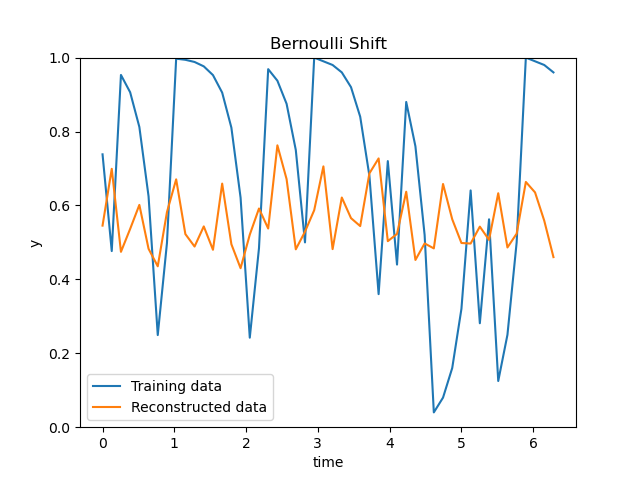 Bernoulli Shift
1.0
0.8
0.6
0.4
0.2
0.0
y
Training data
Reconstructed data
0 1 2 3 4 5 6
time